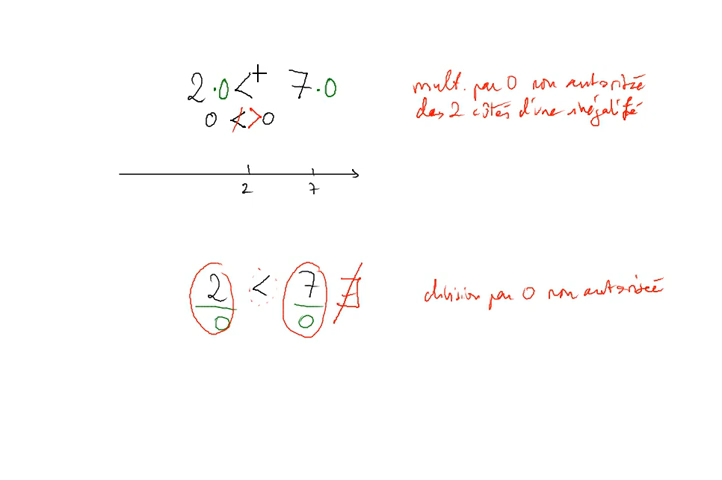 2·0 < 7·0
mult. par 0 non autorisée
des 2 côtés d'une inégalité
0 < > 0
2 7
2/0 < 7/0 ∄
division par 0 non autorisée